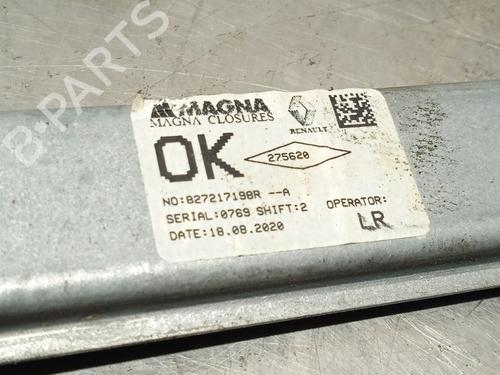 MAGNA
MAGNA CLOSURES
RENAULT
OK
275620
NO:827217198R --A
SERIAL:0769 SHIFT:2
OPERATOR:
DATE:18.08.2020
LR
B-PARTS